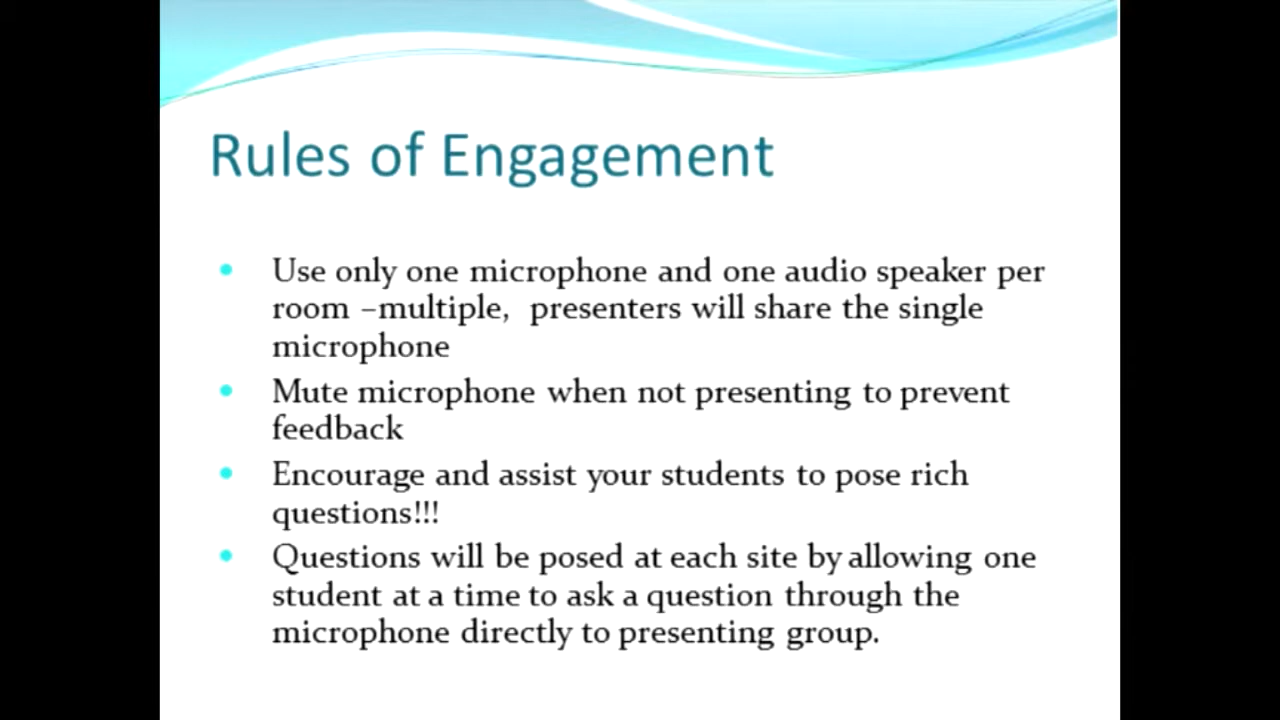 Rules of Engagement
Use only one microphone and one audio speaker per
room –multiple,  presenters will share the single
microphone
Mute microphone when not presenting to prevent
feedback
Encourage and assist your students to pose rich
questions!!!
Questions will be posed at each site by allowing one
student at a time to ask a question through the
microphone directly to presenting group.